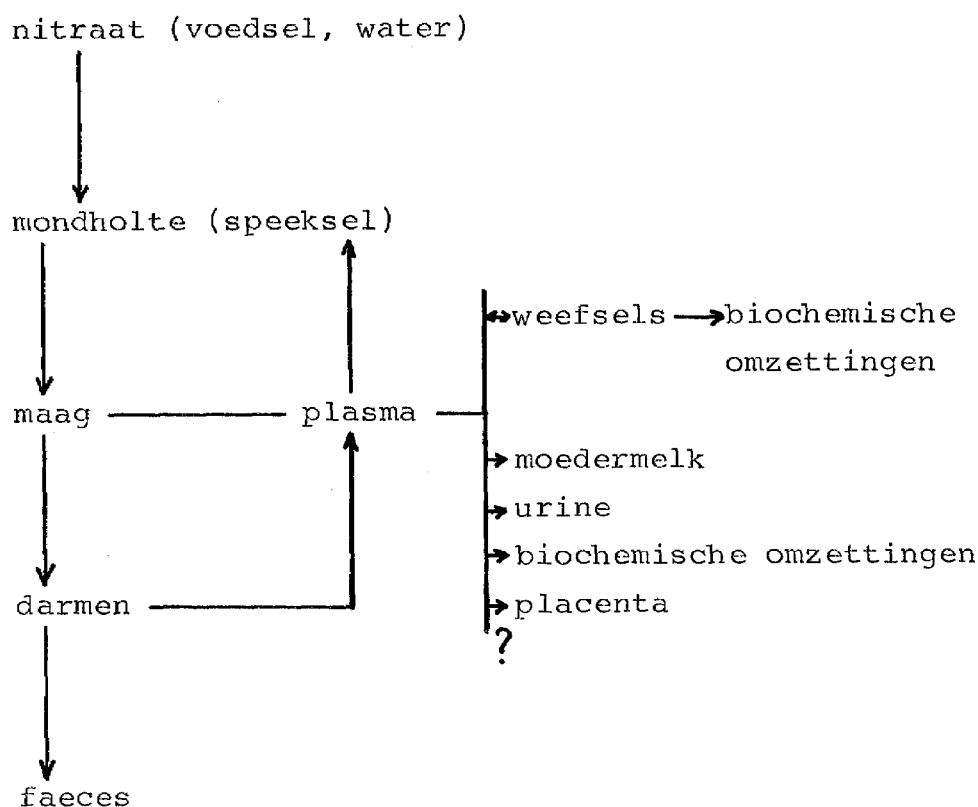 nitraat (voedsel, water)
mondholte (speeksel)
weefsels biochemische
omzettingen
maag plasma
moedermelk
urine
biochemische omzettingen
darmen placenta
?
faeces